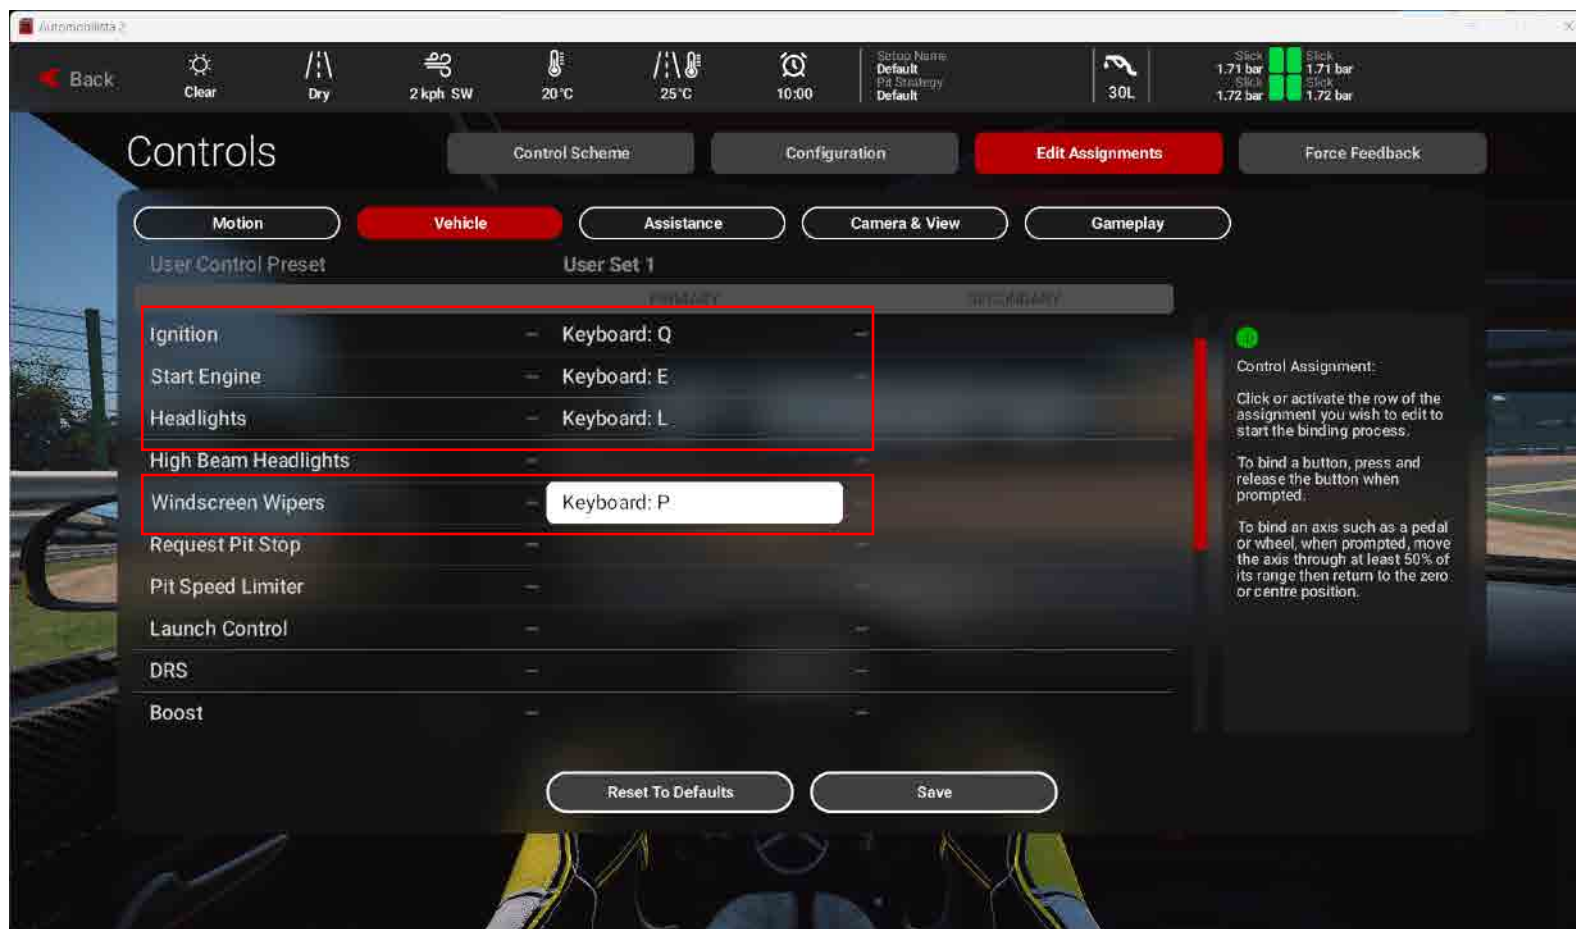 Automobilista 2
Back
Clear
Dry
2 kph SW
20°C
25°C
10:00
Setup Name
Default
Pit Strategy
Default
30L
Slick Slick
1.71 bar 1.71 bar
Slick Slick
1.72 bar 1.72 bar
Controls
Control Scheme
Configuration
Edit Assignments
Force Feedback
Motion
Vehicle
Assistance
Camera & View
Gameplay
User Control Preset User Set 1
PRIMARY SECONDARY
Ignition – Keyboard: Q –
Start Engine – Keyboard: E –
Headlights – Keyboard: L –
High Beam Headlights – –
Windscreen Wipers – Keyboard: P –
Request Pit Stop – –
Pit Speed Limiter – –
Launch Control – –
DRS – –
Boost – –
Control Assignment:
Click or activate the row of the
assignment you wish to edit to
start the binding process.
To bind a button, press and
release the button when
prompted.
To bind an axis such as a pedal
or wheel, when prompted, move
the axis through at least 50% of
its range then return to the zero
or centre position.
Reset To Defaults
Save